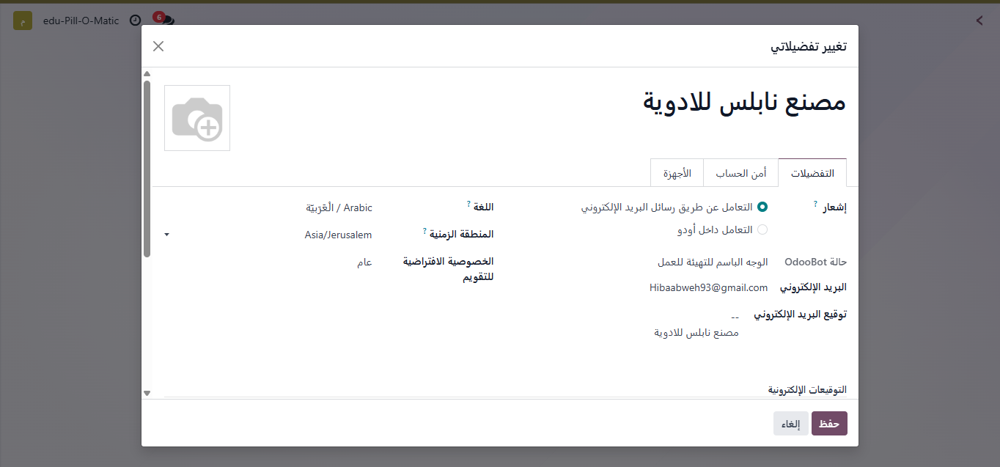 edu-Pill-O-Matic
6
م
تغيير تفضيلاتي
مصنع نابلس للادوية
التفضيلات
أمن الحساب
الأجهزة
إشعار ?
التعامل عن طريق رسائل البريد الإلكتروني
التعامل داخل أودو
حالة OdooBot
الوجه الباسم للتهيئة للعمل
البريد الإلكتروني
Hibaabweh93@gmail.com
توقيع البريد الإلكتروني
--
مصنع نابلس للادوية
اللغة ?
Arabic / الْعَرَبيّة
المنطقة الزمنية ?
Asia/Jerusalem
الخصوصية الافتراضية
للتقويم
عام
التوقيعات الإلكترونية
حفظ
إلغاء